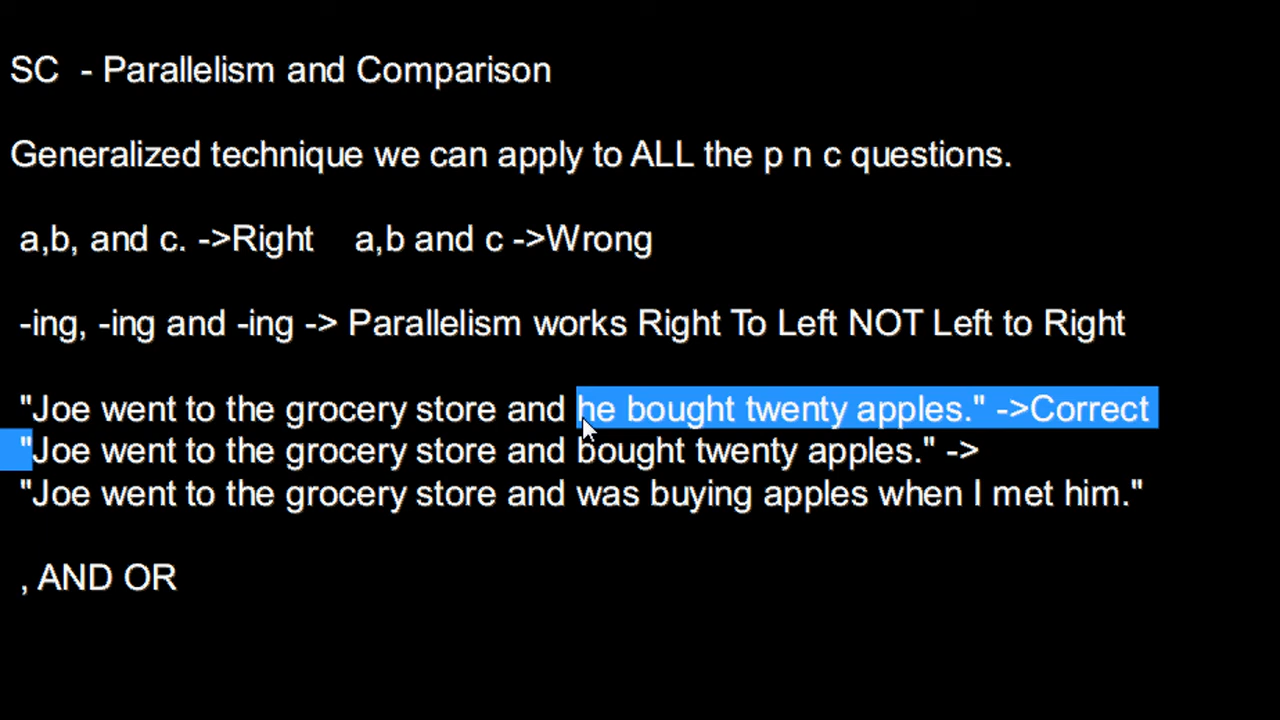 SC  - Parallelism and Comparison
Generalized technique we can apply to ALL the p n c questions.
a,b, and c. ->Right    a,b and c ->Wrong
-ing, -ing and -ing -> Parallelism works Right To Left NOT Left to Right
"Joe went to the grocery store and he bought twenty apples." ->Correct
"Joe went to the grocery store and bought twenty apples." ->
"Joe went to the grocery store and was buying apples when I met him."
, AND OR